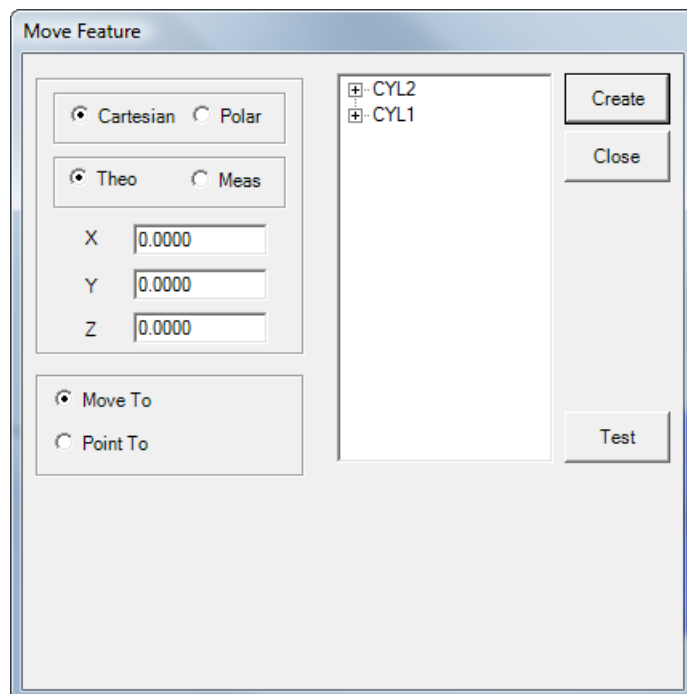 Move Feature
Cartesian Polar
Theo Meas
X 0.0000
Y 0.0000
Z 0.0000
Move To
Point To
CYL2
CYL1
Create
Close
Test